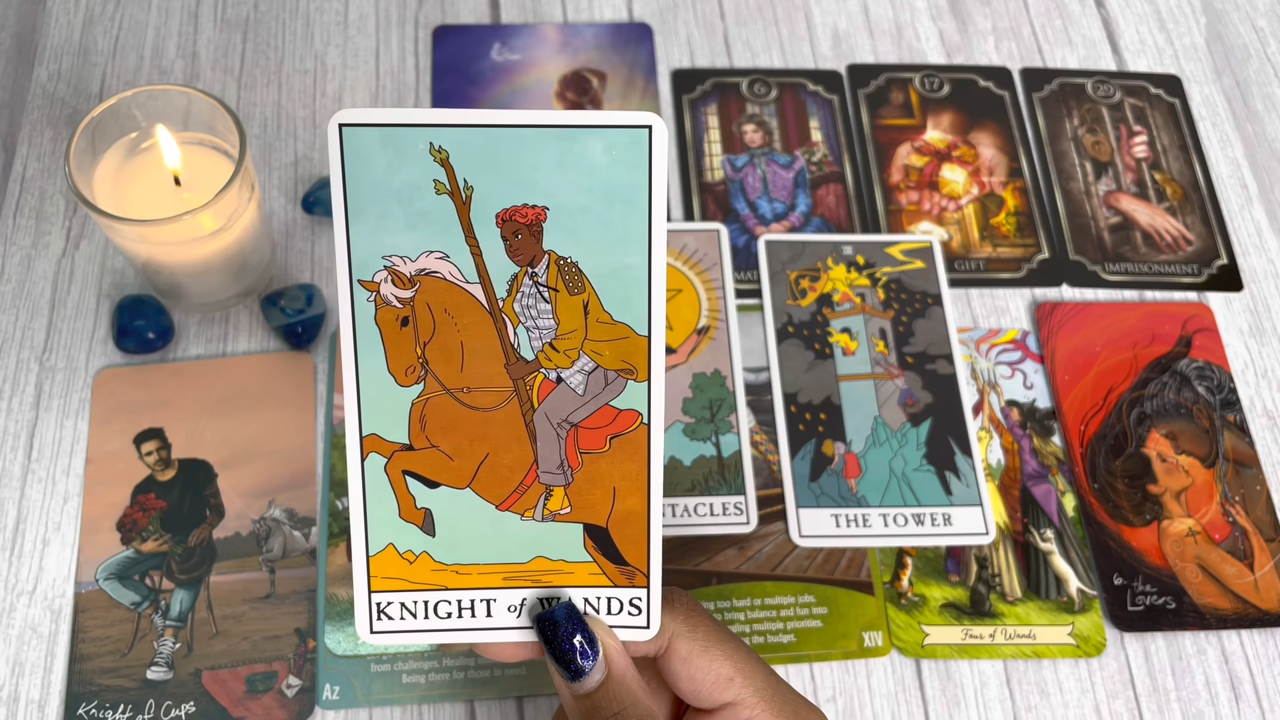 6
17
29
GIFT
IMPRISONMENT
XVI
THE TOWER
KNIGHT of WANDS
too hard or multiple jobs.
to bring balance and fun into
multiple priorities.
the budget.
XIV
Four of Wands
6. the
Lovers
from challenges. Healing
Being there for those in need.
Az
Knight of Cups